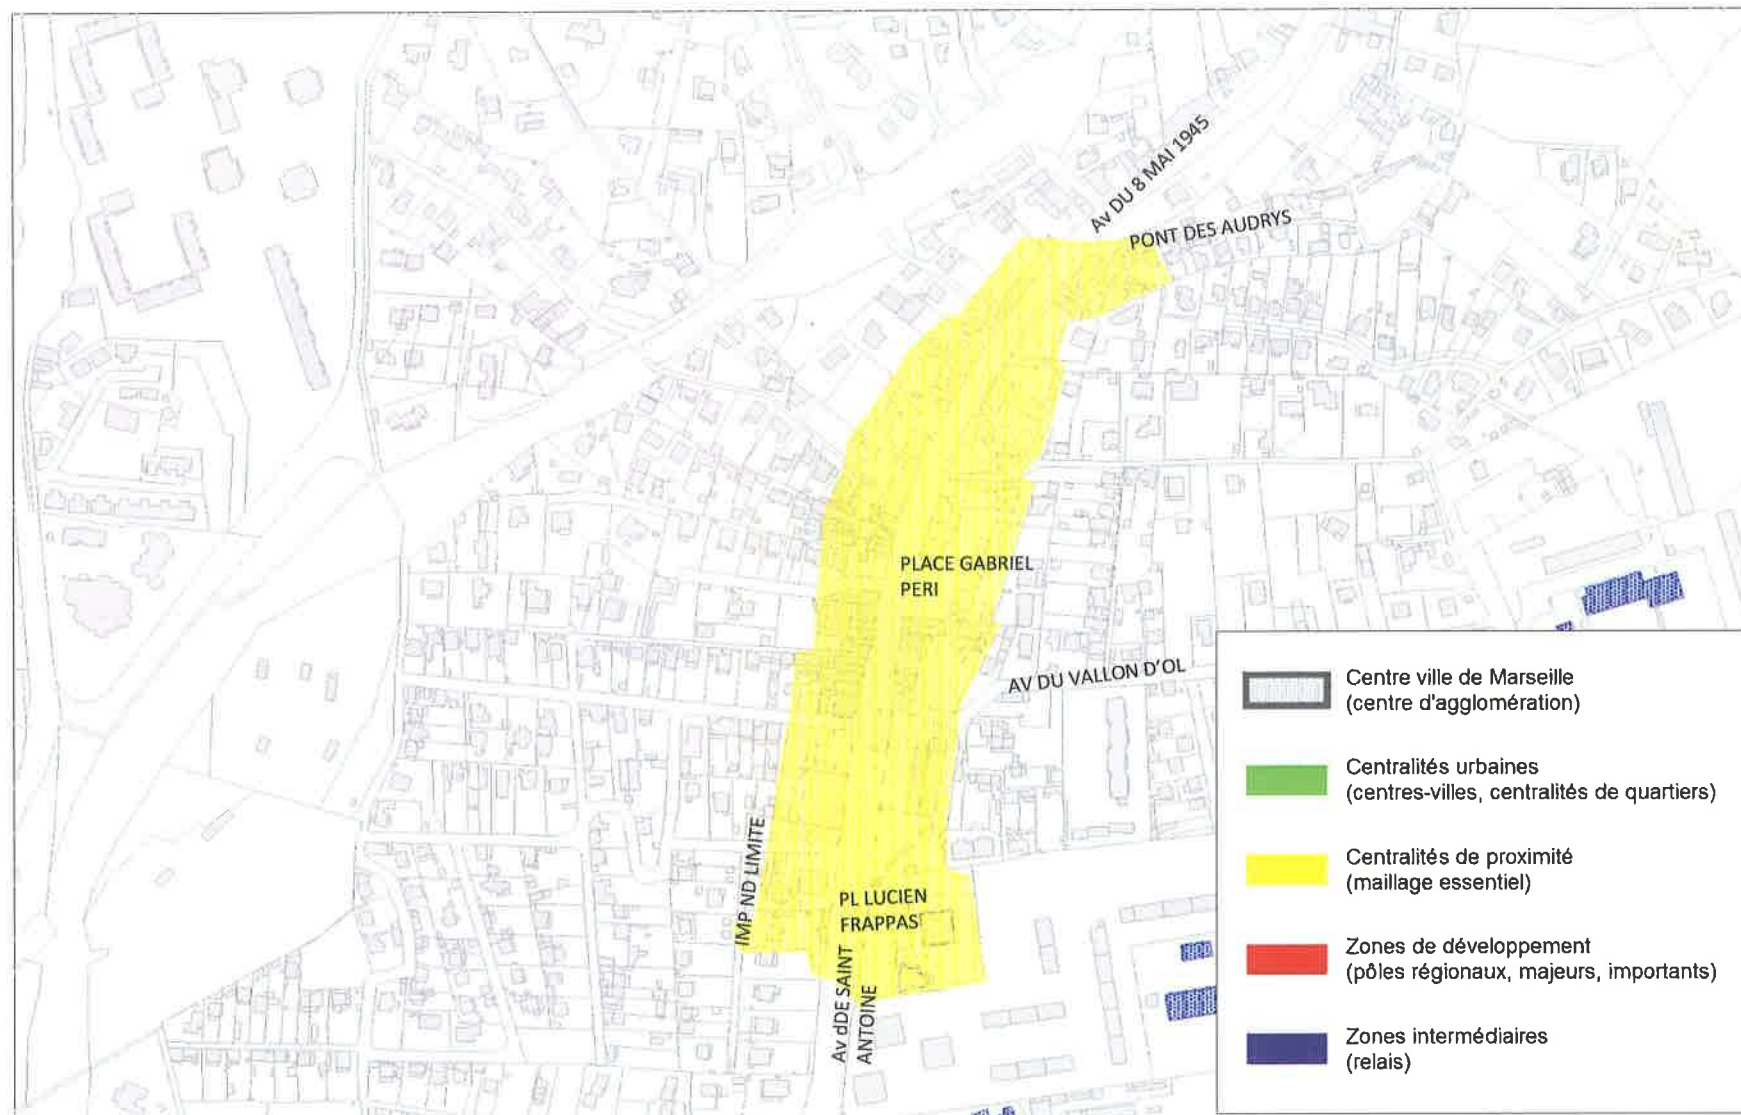 Av DU 8 MAI 1945
PONT DES AUDRYS
PLACE GABRIEL
PERI
AV DU VALLON D'OL
IMP ND LIMITE
PL LUCIEN
FRAPPAS
Av dDE SAINT
ANTOINE
Centre ville de Marseille
(centre d'agglomération)
Centralités urbaines
(centres-villes, centralités de quartiers)
Centralités de proximité
(maillage essentiel)
Zones de développement
(pôles régionaux, majeurs, importants)
Zones intermédiaires
(relais)